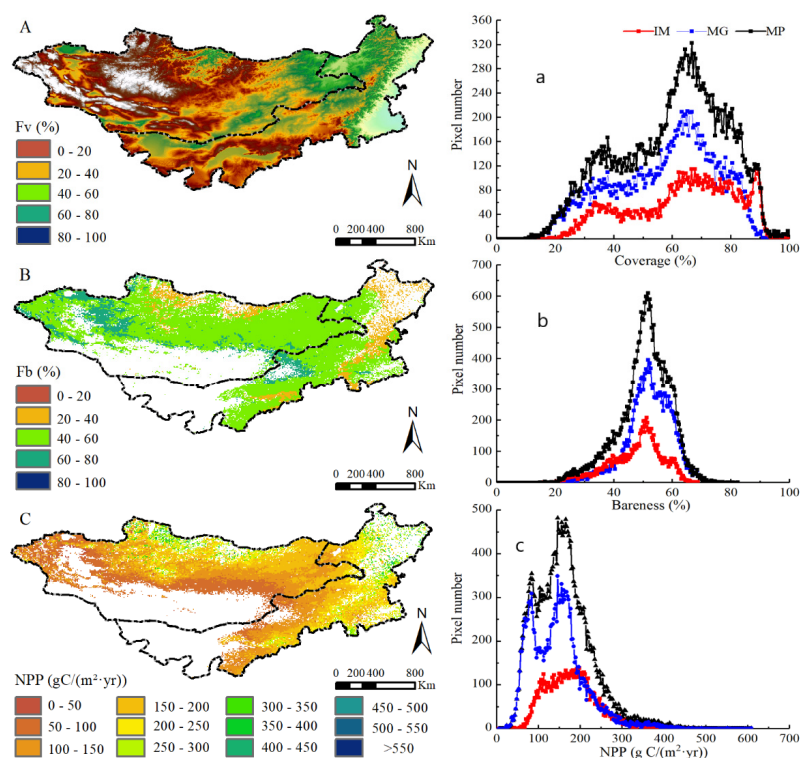 A
Fv (%)
0 - 20
20 - 40
40 - 60
60 - 80
80 - 100
N
0 200 400 800
Km
IM MG MP
a
Pixel number
360
320
280
240
200
160
120
80
40
0
0 20 40 60 80 100
Coverage (%)
B
Fb (%)
0 - 20
20 - 40
40 - 60
60 - 80
80 - 100
N
0 200 400 800
Km
b
Pixel number
700
600
500
400
300
200
100
0
0 20 40 60 80 100
Bareness (%)
C
NPP (gC/(m²·yr)
0 - 50
50 - 100
100 - 150
150 - 200
200 - 250
250 - 300
300 - 350
350 - 400
400 - 450
450 - 500
500 - 550
>550
N
0 200 400 800
Km
c
Pixel number
500
400
300
200
100
0
0 100 200 300 400 500 600 700
NPP (g C/(m²·yr))